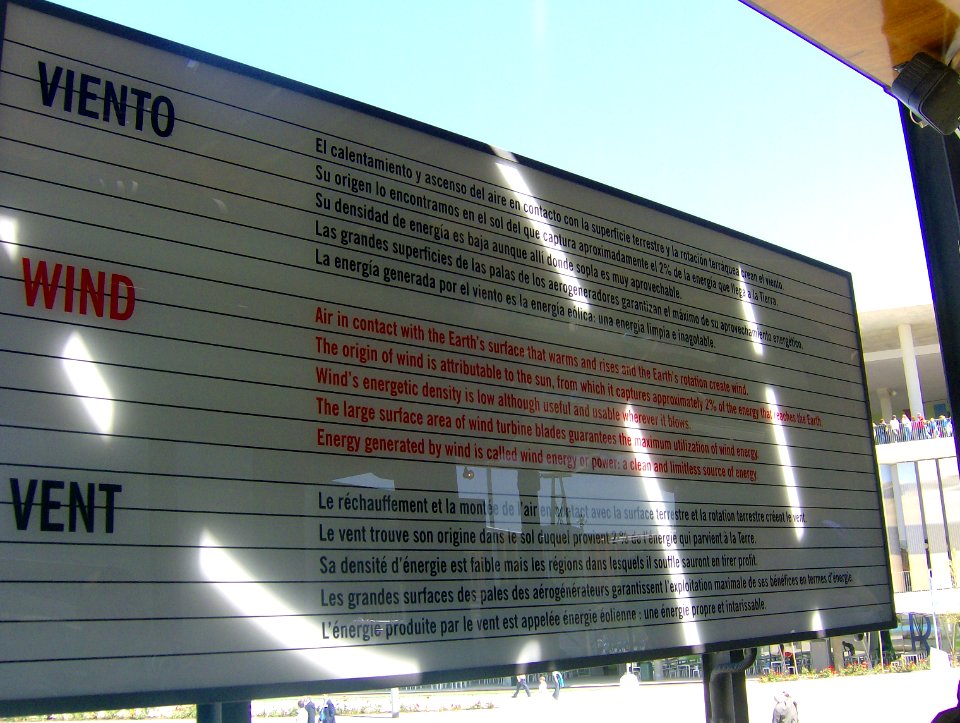 VIENTO
El calentamiento y ascenso del aire en contacto con la superficie terrestre y la rotación terráquea crean el viento
Su origen lo encontramos en el sol del que captura aproximadamente el 2% de la energía que llega a la Tierra.
Su densidad de energía es baja aunque allí donde sopla es muy aprovechable.
Las grandes superficies de las palas de los aerogeneradores garantizan el máximo de su aprovechamiento energético.
La energía generada por el viento es la energía eólica: una energía limpia e inagotable.
WIND
Air in contact with the Earth's surface that warms and rises and the Earth's rotation create wind.
The origin of wind is attributable to the sun, from which it captures approximately 2% of the energy that reaches the Earth
Wind's energetic density is low although useful and usable wherever it blows.
The large surface area of wind turbine blades guarantees the maximum utilization of wind energy.
Energy generated by wind is called wind energy or power: a clean and limitless source of energy.
VENT
Le réchauffement et la montée de l'air en contact avec la surface terrestre et la rotation terrestre créent le vent.
Le vent trouve son origine dans le sol duquel provient 2% de l'énergie qui parvient à la Terre.
Sa densité d'énergie est faible mais les régions dans lesquels il souffle sauront en tirer profit.
Les grandes surfaces des pales des aérogénérateurs garantissent l'exploitation maximale de ses bénéfices en termes d'énergie
L'énergie produite par le vent est appelée énergie éolienne : une énergie propre et intarissable.